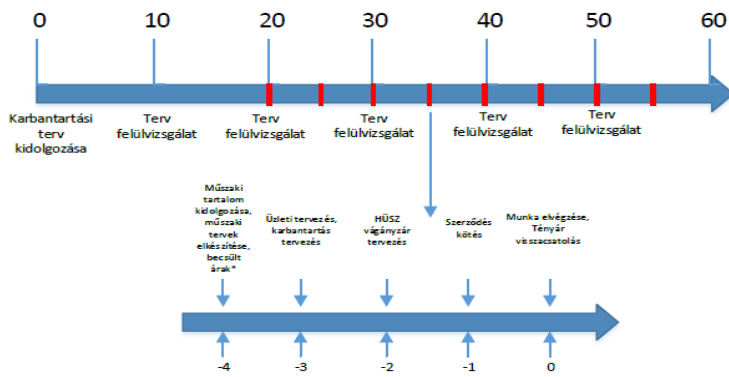 0 10 20 30 40 50 60
Karbantartási
terv
kidolgozása
Terv
felülvizsgálat
Terv
felülvizsgálat
Terv
felülvizsgálat
Terv
felülvizsgálat
Terv
felülvizsgálat
Műszaki
tartalom
kidolgozása,
műszaki
tervek
elkészítése,
becsült
árak*
Üzleti tervezés,
karbantartás
tervezés
HÜSZ
vágányzár
tervezés
Szerződés
kötés
Munka elvégzése,
Tényár
visszacsatolás
-4 -3 -2 -1 0